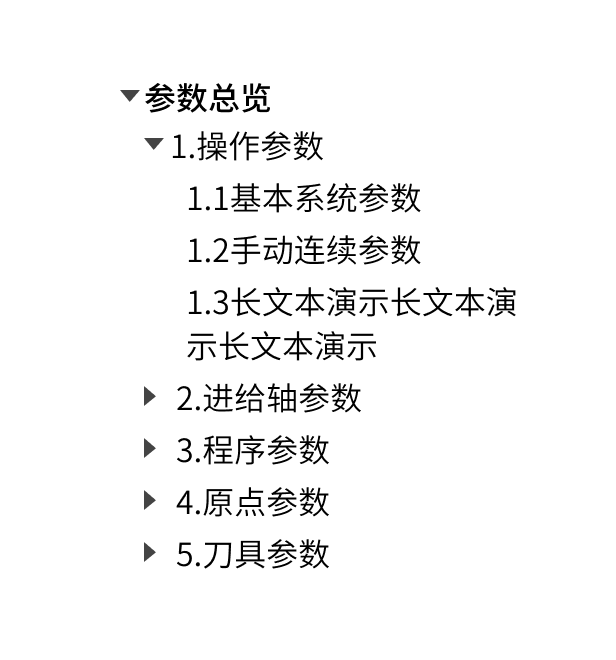 参数总览
1.操作参数
1.1基本系统参数
1.2手动连续参数
1.3长文本演示长文本演
示长文本演示
2.进给轴参数
3.程序参数
4.原点参数
5.刀具参数